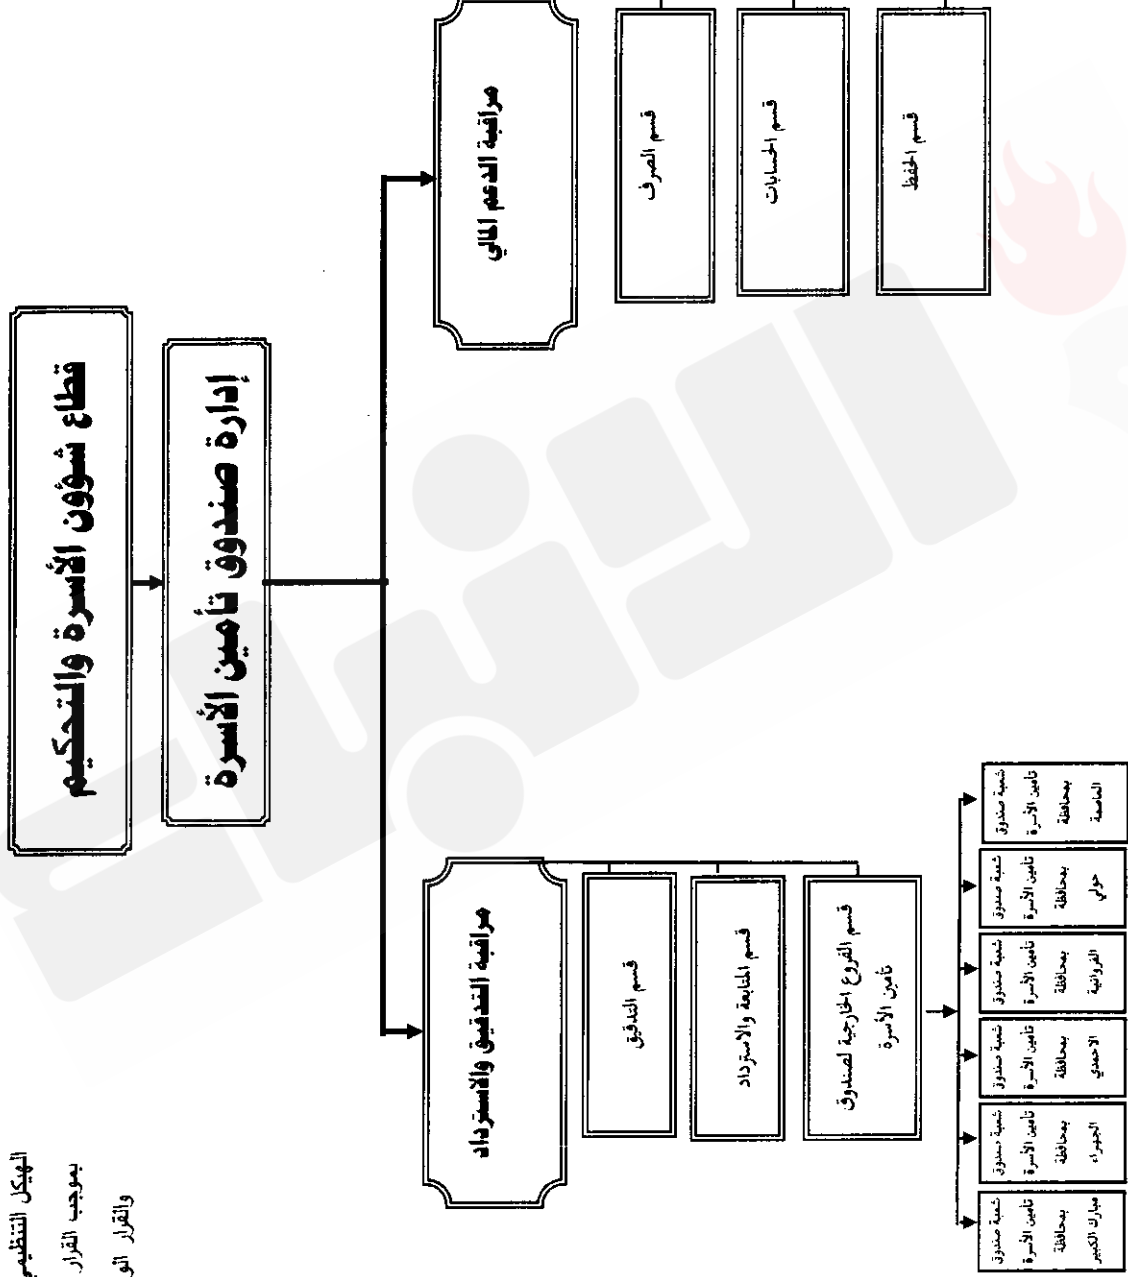 الهيكل التنظيمي
بموجب القرار
والقرار الو
قطاع شؤون الأسرة والتحكيم
إدارة صندوق تأمين الأسرة
مراقبة الدعم المالي
قسم الصرف
قسم الحسابات
قسم الحفظ
مراقبة التدقيق والاسترداد
قسم التدقيق
قسم المتابعة والاسترداد
قسم الفروع الخارجية لصندوق
تأمين الأسرة
شعبة صندوق
تأمين الأسرة
بمحافظة
العاصمة
شعبة صندوق
تأمين الأسرة
بمحافظة
حولي
شعبة صندوق
تأمين الأسرة
بمحافظة
الفروانية
شعبة صندوق
تأمين الأسرة
بمحافظة
الاحمدي
شعبة صندوق
تأمين الأسرة
بمحافظة
الجهراء
شعبة صندوق
تأمين الأسرة
بمحافظة
مبارك الكبير